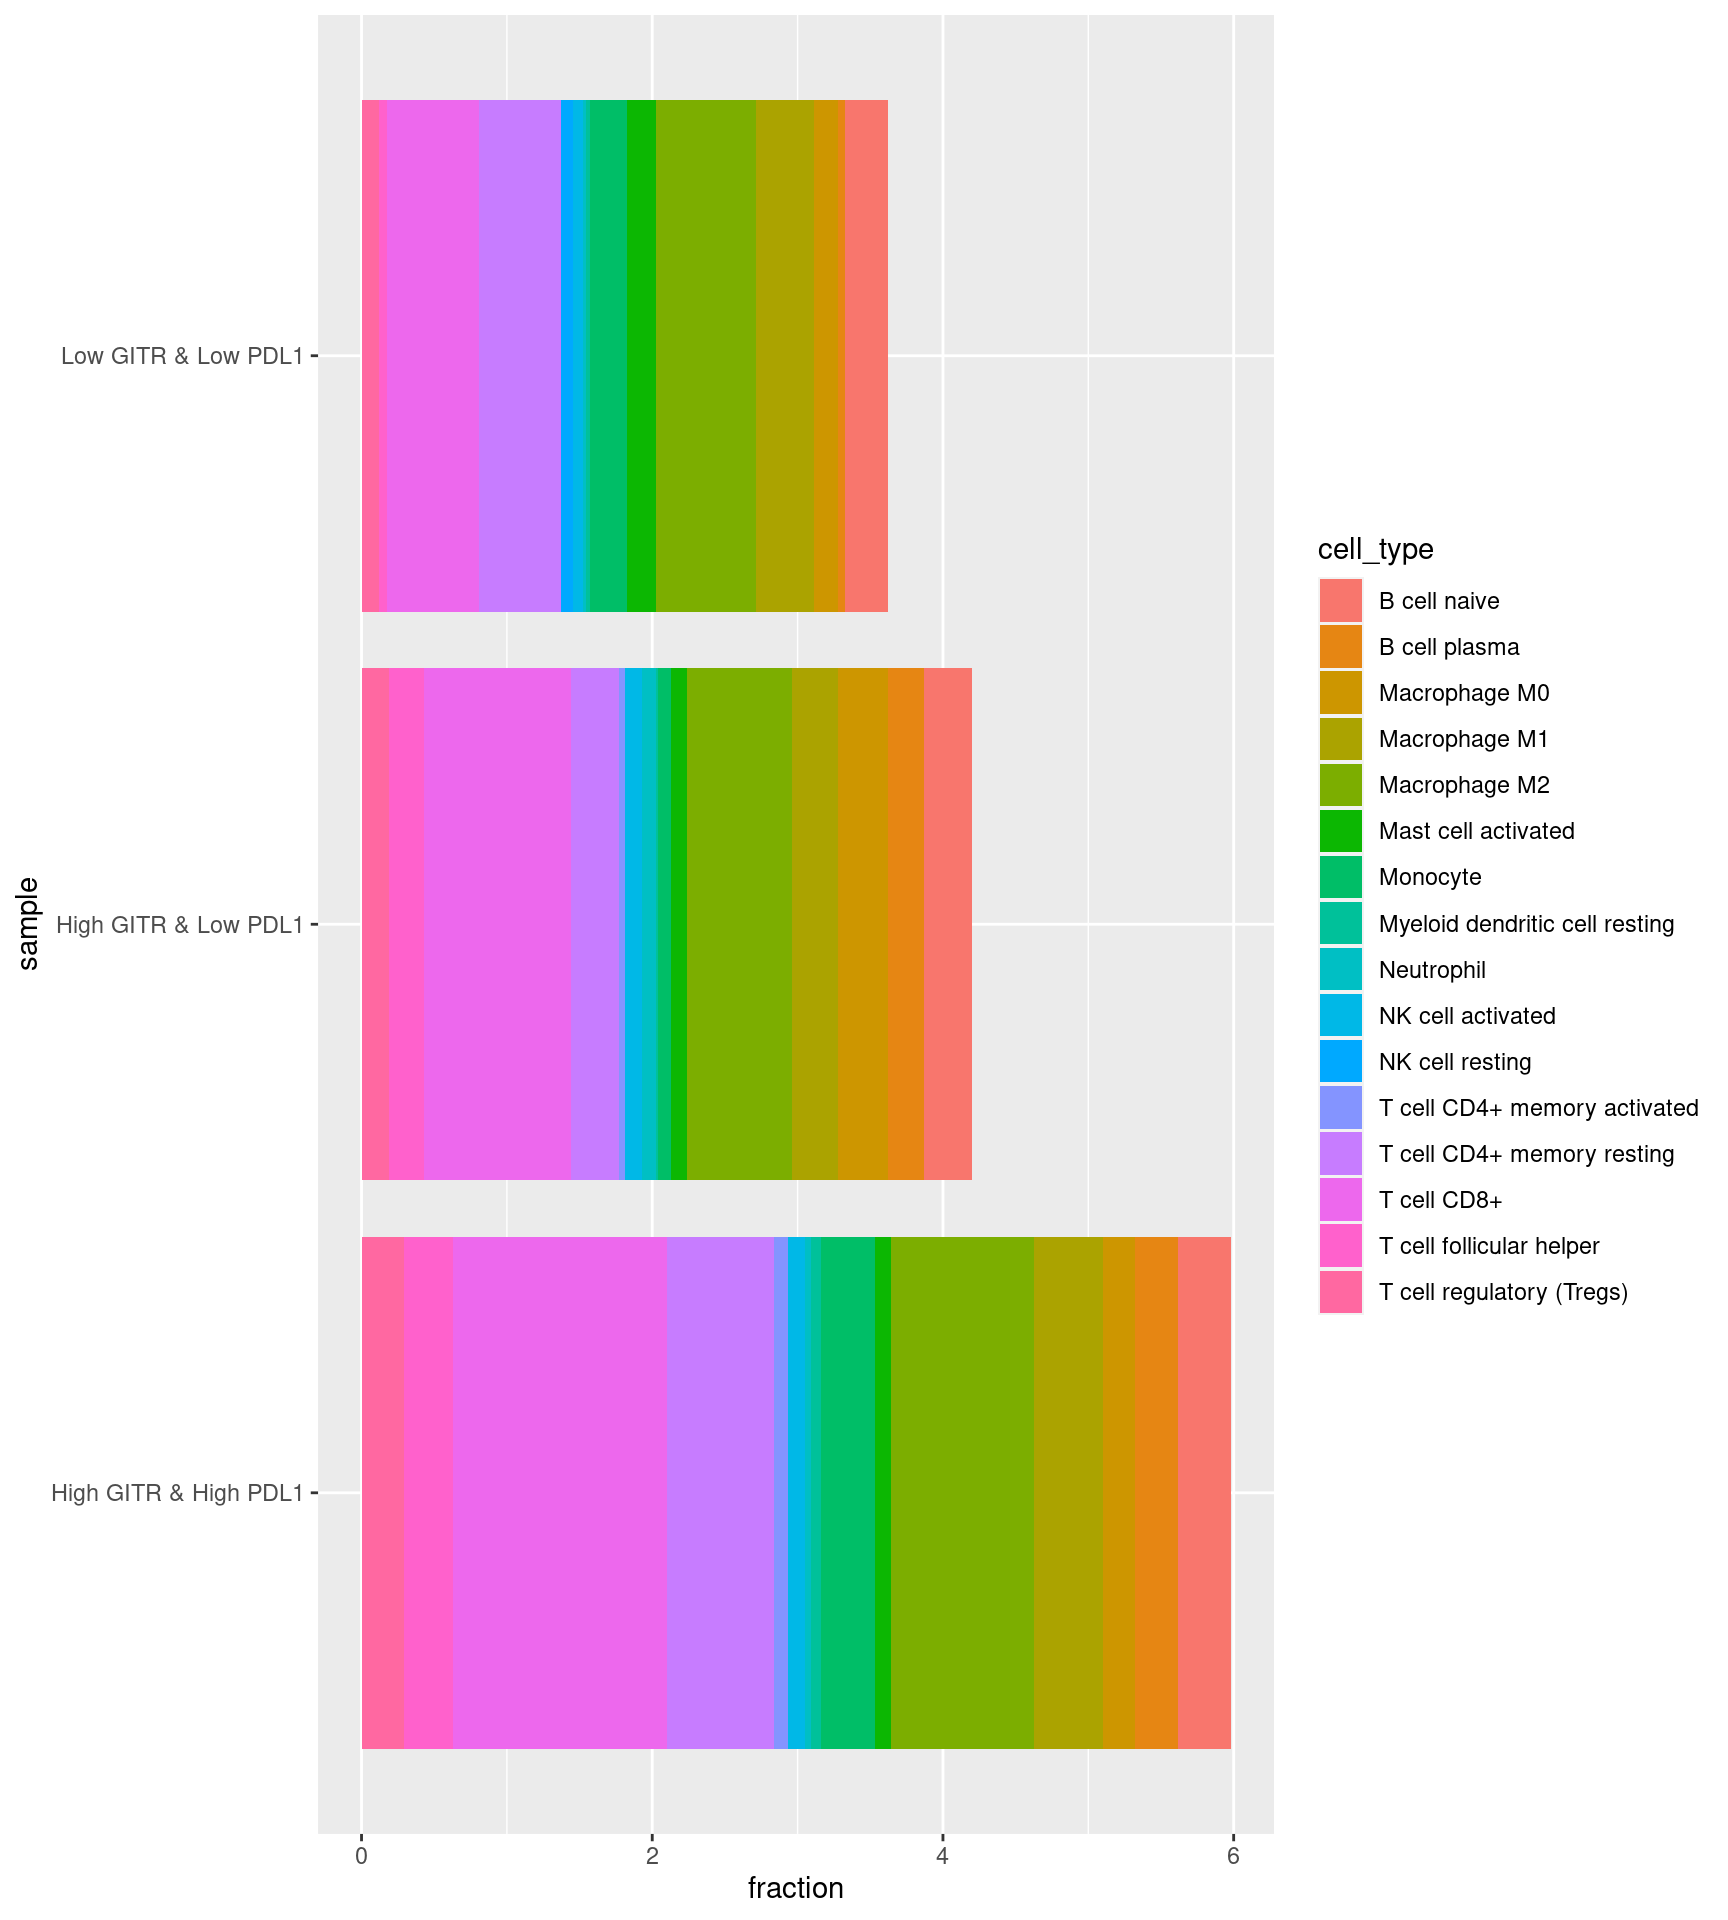 Low GITR & Low PDL1
High GITR & Low PDL1
High GITR & High PDL1
sample
0 2 4 6
fraction
cell_type
B cell naive
B cell plasma
Macrophage M0
Macrophage M1
Macrophage M2
Mast cell activated
Monocyte
Myeloid dendritic cell resting
Neutrophil
NK cell activated
NK cell resting
T cell CD4+ memory activated
T cell CD4+ memory resting
T cell CD8+
T cell follicular helper
T cell regulatory (Tregs)